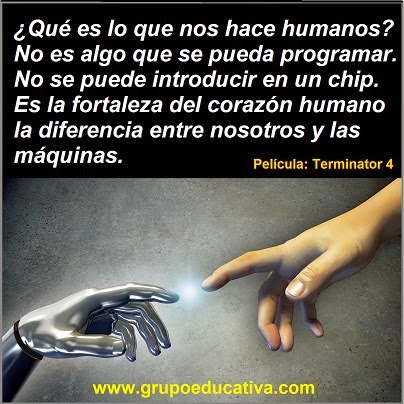 ¿Qué es lo que nos hace humanos?
No es algo que se pueda programar.
No se puede introducir en un chip.
Es la fortaleza del corazón humano
la diferencia entre nosotros y las
máquinas.
Película: Terminator 4
www.grupoeducativa.com